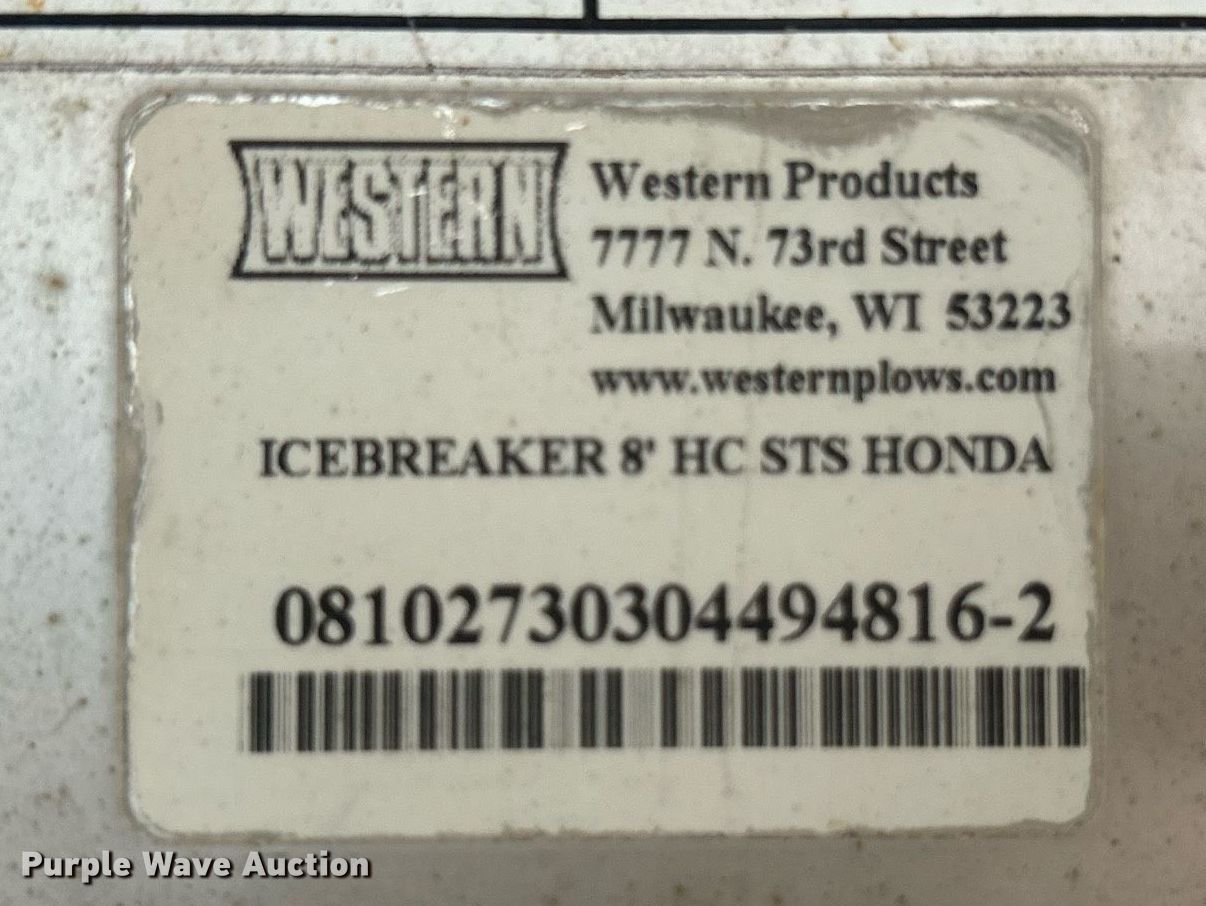 WESTERN
Western Products
7777 N. 73rd Street
Milwaukee, WI 53223
www.westernplows.com
ICEBREAKER 8' HC STS HONDA
08102730304494816-2
Purple Wave Auction